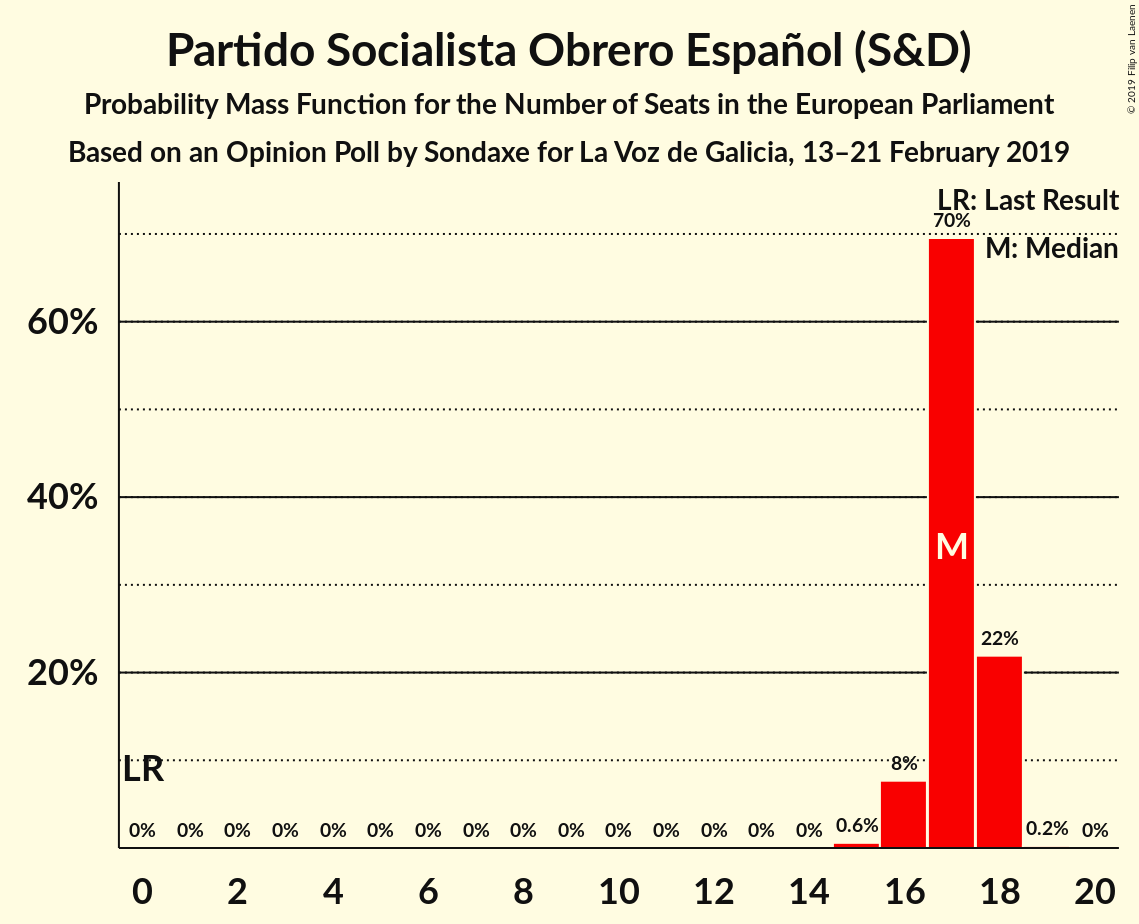 Partido Socialista Obrero Español (S&D)
Probability Mass Function for the Number of Seats in the European Parliament
Based on an Opinion Poll by Sondaxe for La Voz de Galicia, 13–21 February 2019
© 2019 Filip van Laenen
LR: Last Result
M: Median
70%
60%
40%
M
22%
20%
LR
8%
0% 0% 0% 0% 0% 0% 0% 0% 0% 0% 0% 0% 0% 0% 0% 0.6% 0.2% 0%
0 2 4 6 8 10 12 14 16 18 20